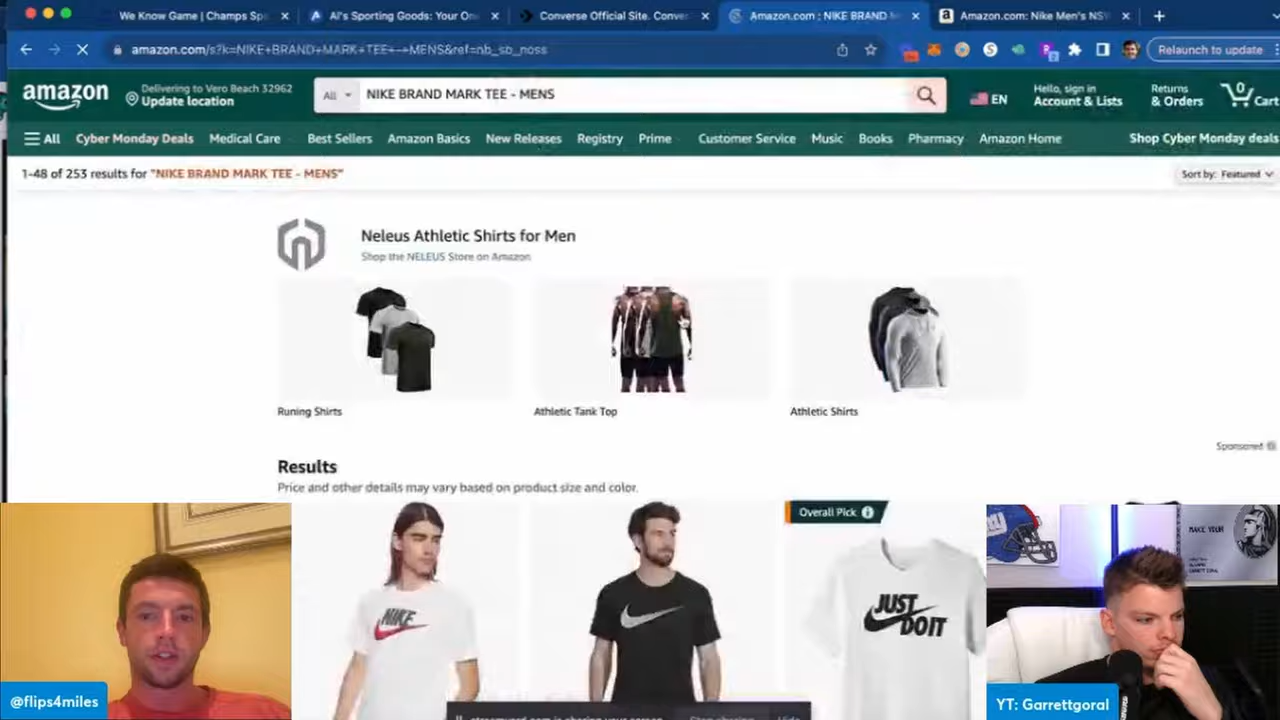 We Know Game | Champs Sp
Al's Sporting Goods: Your On
Converse Official Site. Conve
Amazon.com : NIKE BRAND M
Amazon.com: Nike Men's NSW
amazon.com/s?k=NIKE+BRAND+MARK+TEE+-+MENS&ref=nb_sb_noss
Relaunch to update
amazon
Delivering to Vero Beach 32962
Update location
All
NIKE BRAND MARK TEE - MENS
EN
Hello, sign in
Account & Lists
Returns
& Orders
0
Cart
All
Cyber Monday Deals
Medical Care
Best Sellers
Amazon Basics
New Releases
Registry
Prime
Customer Service
Music
Books
Pharmacy
Amazon Home
Shop Cyber Monday deals
1-48 of 253 results for "NIKE BRAND MARK TEE - MENS"
Sort by: Featured
Neleus Athletic Shirts for Men
Shop the NELEUS Store on Amazon
Runing Shirts
Athletic Tank Top
Athletic Shirts
Sponsored
Results
Price and other details may vary based on product size and color.
Overall Pick
NIKE
JUST
DO IT
MAKE YOUR
@flips4miles
YT: Garrettgoral